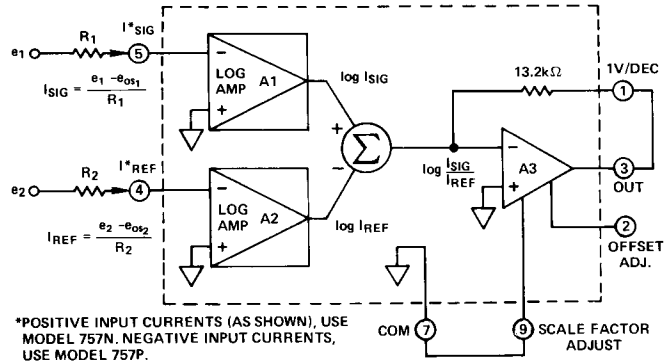 I*SIG
R1
e1
5
ISIG = e1 - eos1 / R1
-
LOG
AMP
A1
+
log ISIG
+
Σ
-
13.2kΩ
1V/DEC
1
-
A3
+
log ISIG/IREF
3
OUT
2
OFFSET
ADJ.
I*REF
R2
e2
4
IREF = e2 - eos2 / R2
-
LOG
AMP
A2
+
log IREF
COM
7
9
SCALE FACTOR
ADJUST
*POSITIVE INPUT CURRENTS (AS SHOWN), USE
MODEL 757N. NEGATIVE INPUT CURRENTS,
USE MODEL 757P.